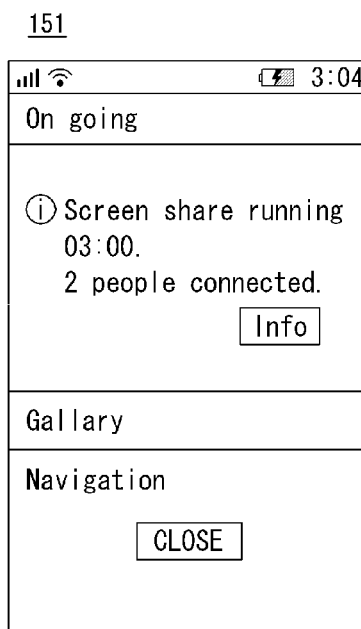 151
3:04
On going
ⓘ Screen share running
03:00.
2 people connected.
Info
Gallary
Navigation
CLOSE